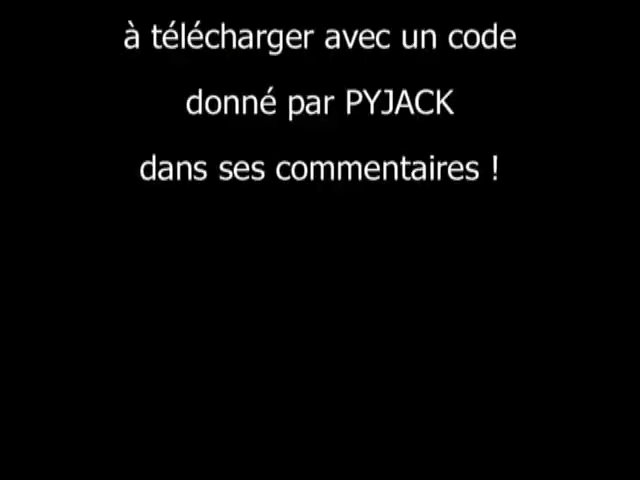 à télécharger avec un code
donné par PYJACK
dans ses commentaires !